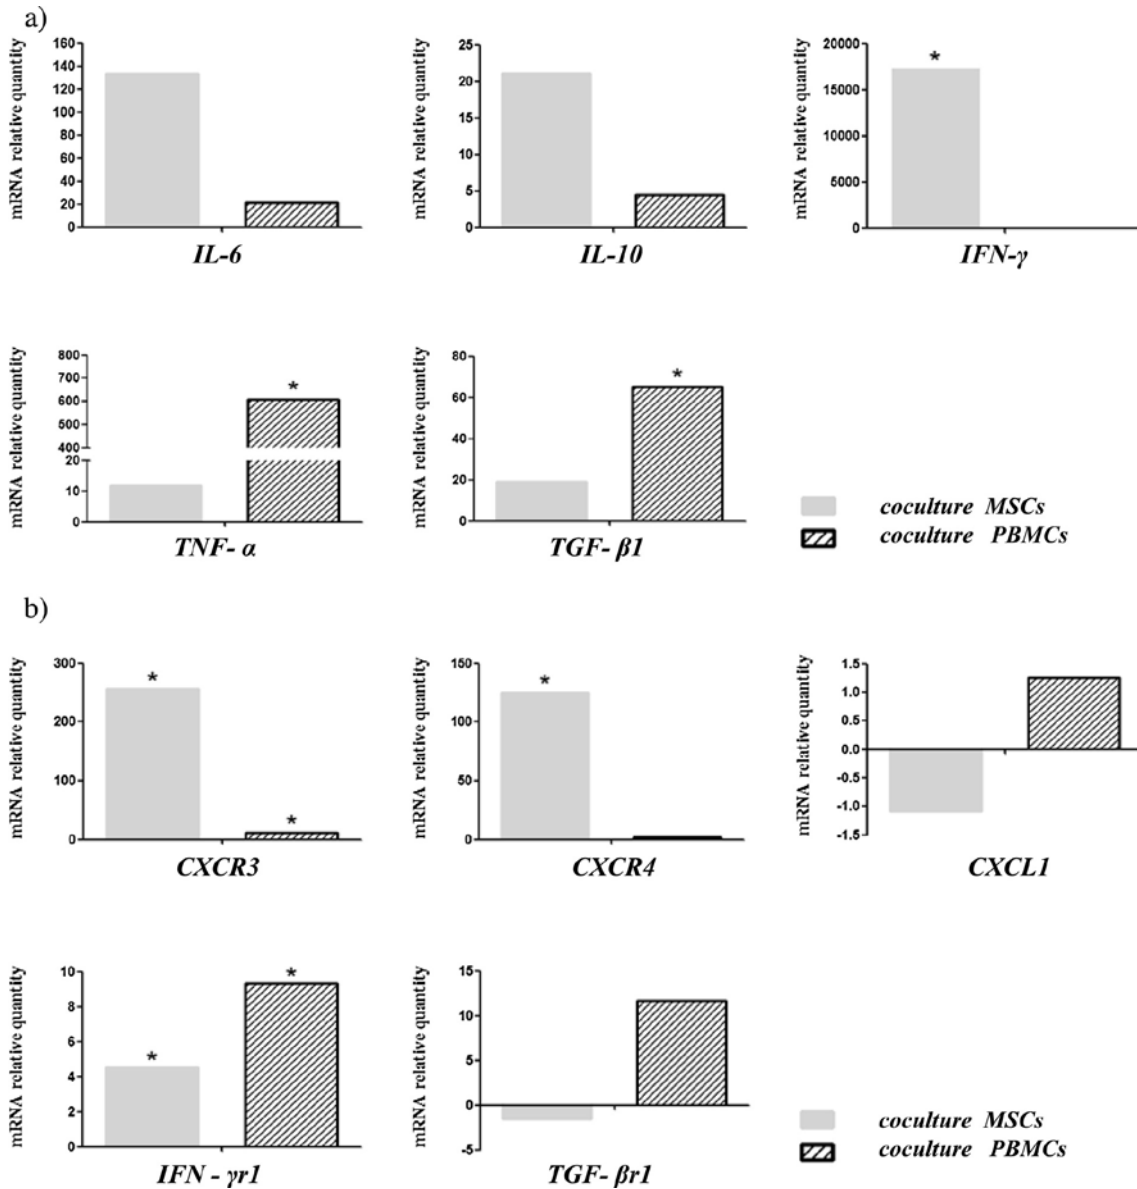 a)
mRNA relative quantity
160
140
120
100
80
60
40
20
0
IL-6
mRNA relative quantity
25
20
15
10
5
0
IL-10
mRNA relative quantity
20000
15000
10000
5000
0
*
IFN-γ
mRNA relative quantity
800
700
600
500
400
20
10
0
*
TNF- α
mRNA relative quantity
80
60
40
20
0
*
TGF- β1
coculture MSCs
coculture PBMCs
b)
mRNA relative quantity
300
200
100
0
*
*
CXCR3
mRNA relative quantity
150
100
50
0
*
CXCR4
mRNA relative quantity
1.5
1.0
0.5
0.0
-0.5
-1.0
-1.5
CXCL1
mRNA relative quantity
10
8
6
4
2
0
*
*
IFN - γr1
mRNA relative quantity
15
10
5
0
-5
TGF- βr1
coculture MSCs
coculture PBMCs